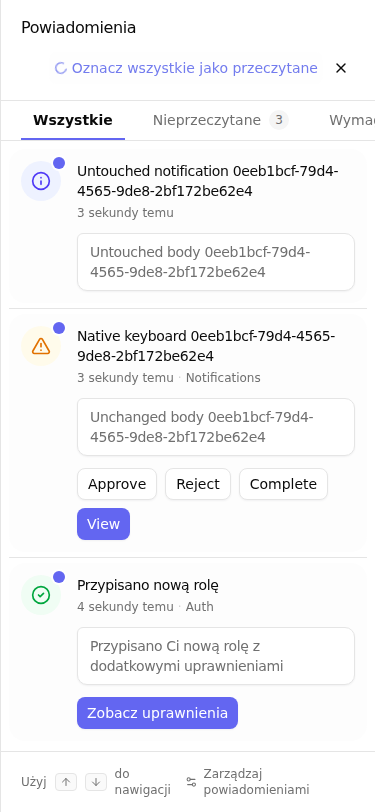 Powiadomienia
Oznacz wszystkie jako przeczytane
Wszystkie Nieprzeczytane 3 Wyma
Untouched notification 0eeb1bcf-79d4-
4565-9de8-2bf172be62e4
3 sekundy temu
Untouched body 0eeb1bcf-79d4-
4565-9de8-2bf172be62e4
Native keyboard 0eeb1bcf-79d4-4565-
9de8-2bf172be62e4
3 sekundy temu · Notifications
Unchanged body 0eeb1bcf-79d4-
4565-9de8-2bf172be62e4
Approve Reject Complete
View
Przypisano nową rolę
4 sekundy temu · Auth
Przypisano Ci nową rolę z
dodatkowymi uprawnieniami
Zobacz uprawnienia
Użyj ↑ ↓ do
nawigacji
Zarządzaj
powiadomieniami